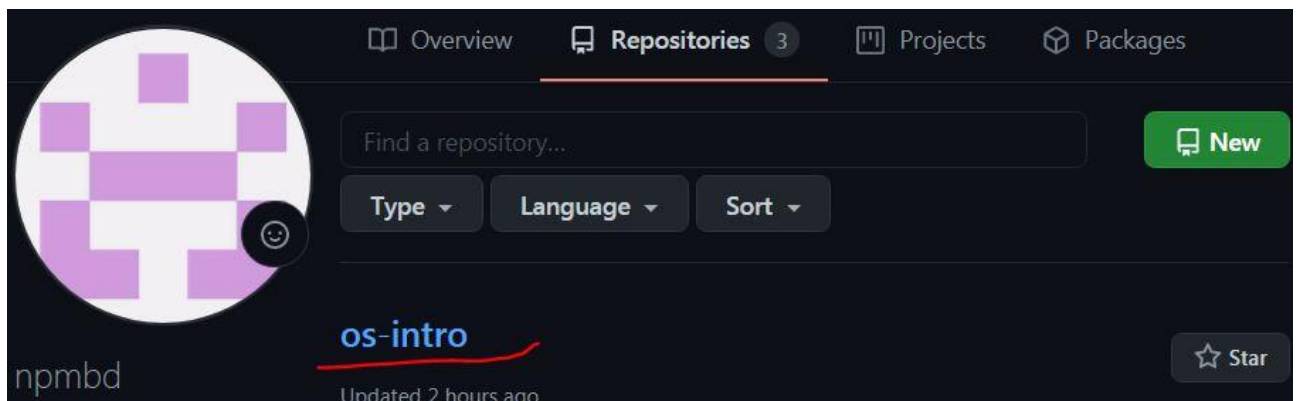 Overview Repositories 3 Projects Packages
Find a repository...
New
Type Language Sort
os-intro
Star
npmbd
Updated 2 hours ago